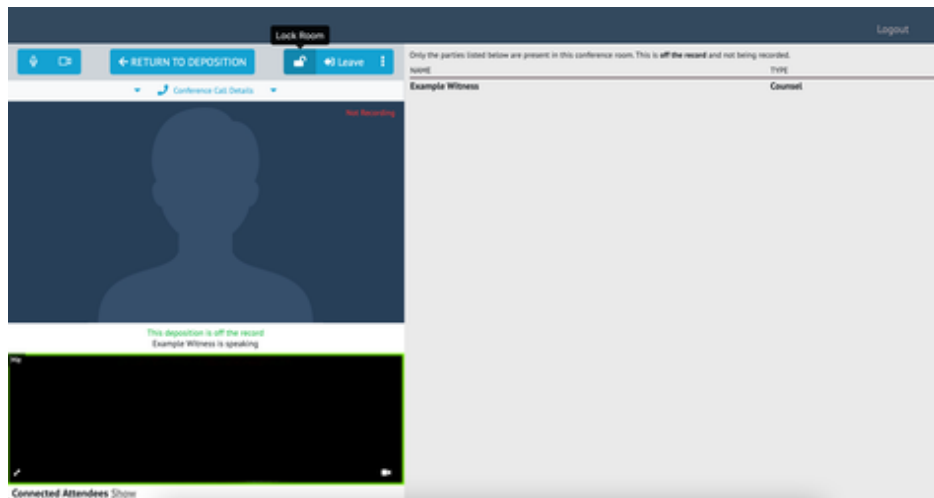 Logout
Lock Room
RETURN TO DEPOSITION
Leave
Conference Call Details
Only the parties listed below are present in this conference room. This is off the record and not being recorded.
NAME TYPE
Example Witness Counsel
Not Recording
This deposition is off the record
Example Witness is speaking
Me
Connected Attendees Show